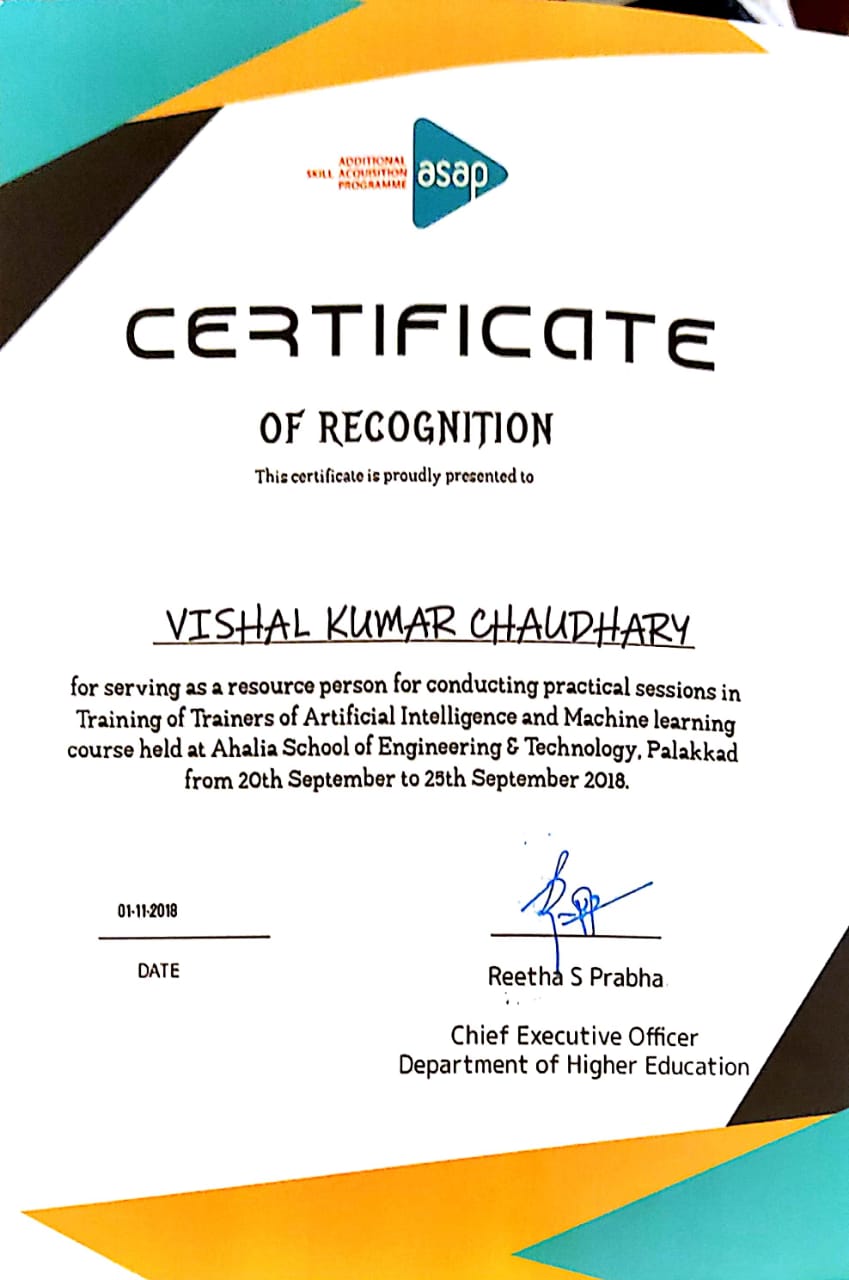 ADDITIONAL
SKILL ACQUISITION
PROGRAMME
asap
CERTIFICATE
OF RECOGNITION
This certificate is proudly presented to
VISHAL KUMAR CHAUDHARY
for serving as a resource person for conducting practical sessions in
Training of Trainers of Artificial Intelligence and Machine learning
course held at Ahalia School of Engineering & Technology, Palakkad
from 20th September to 25th September 2018.
01-11-2018
DATE
Reetha S Prabha
Chief Executive Officer
Department of Higher Education